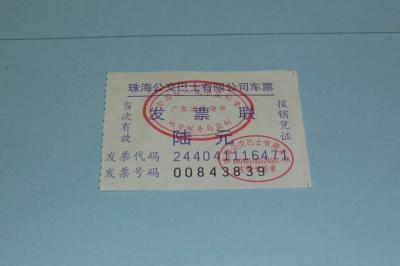 珠海公交巴士有限公司车票
当次有效
发票联
报销凭证
陆元
发票代码 244041116471
发票号码 00843839